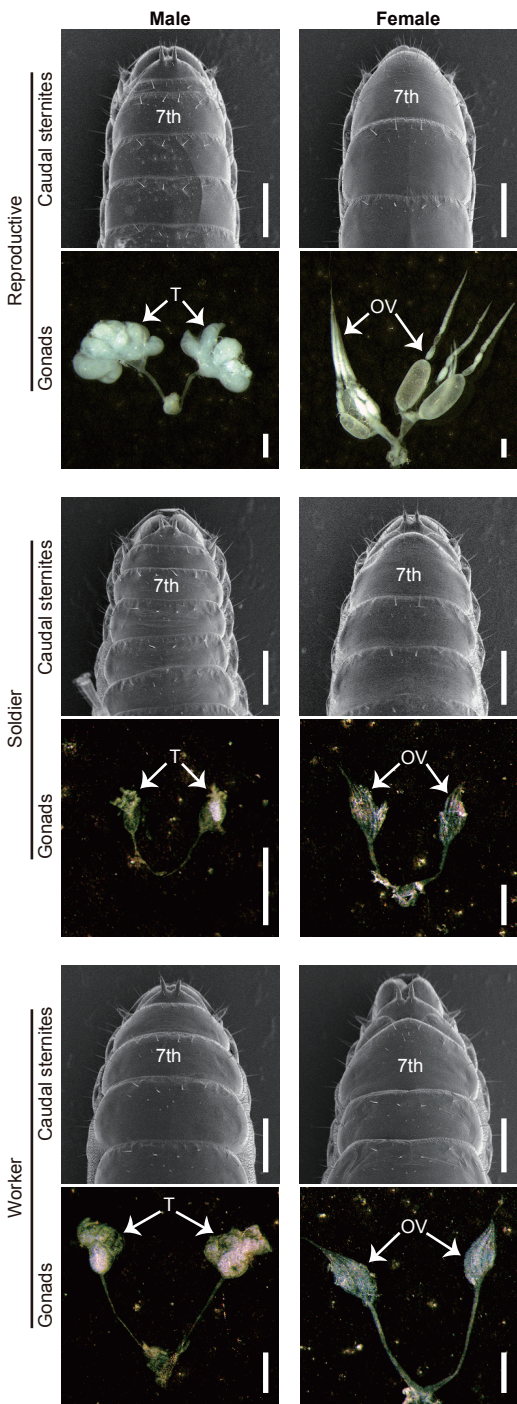 Male
Female
Reproductive
Caudal sternites
7th
7th
Gonads
T
OV
Soldier
Caudal sternites
7th
7th
Gonads
T
OV
Worker
Caudal sternites
7th
7th
Gonads
T
OV